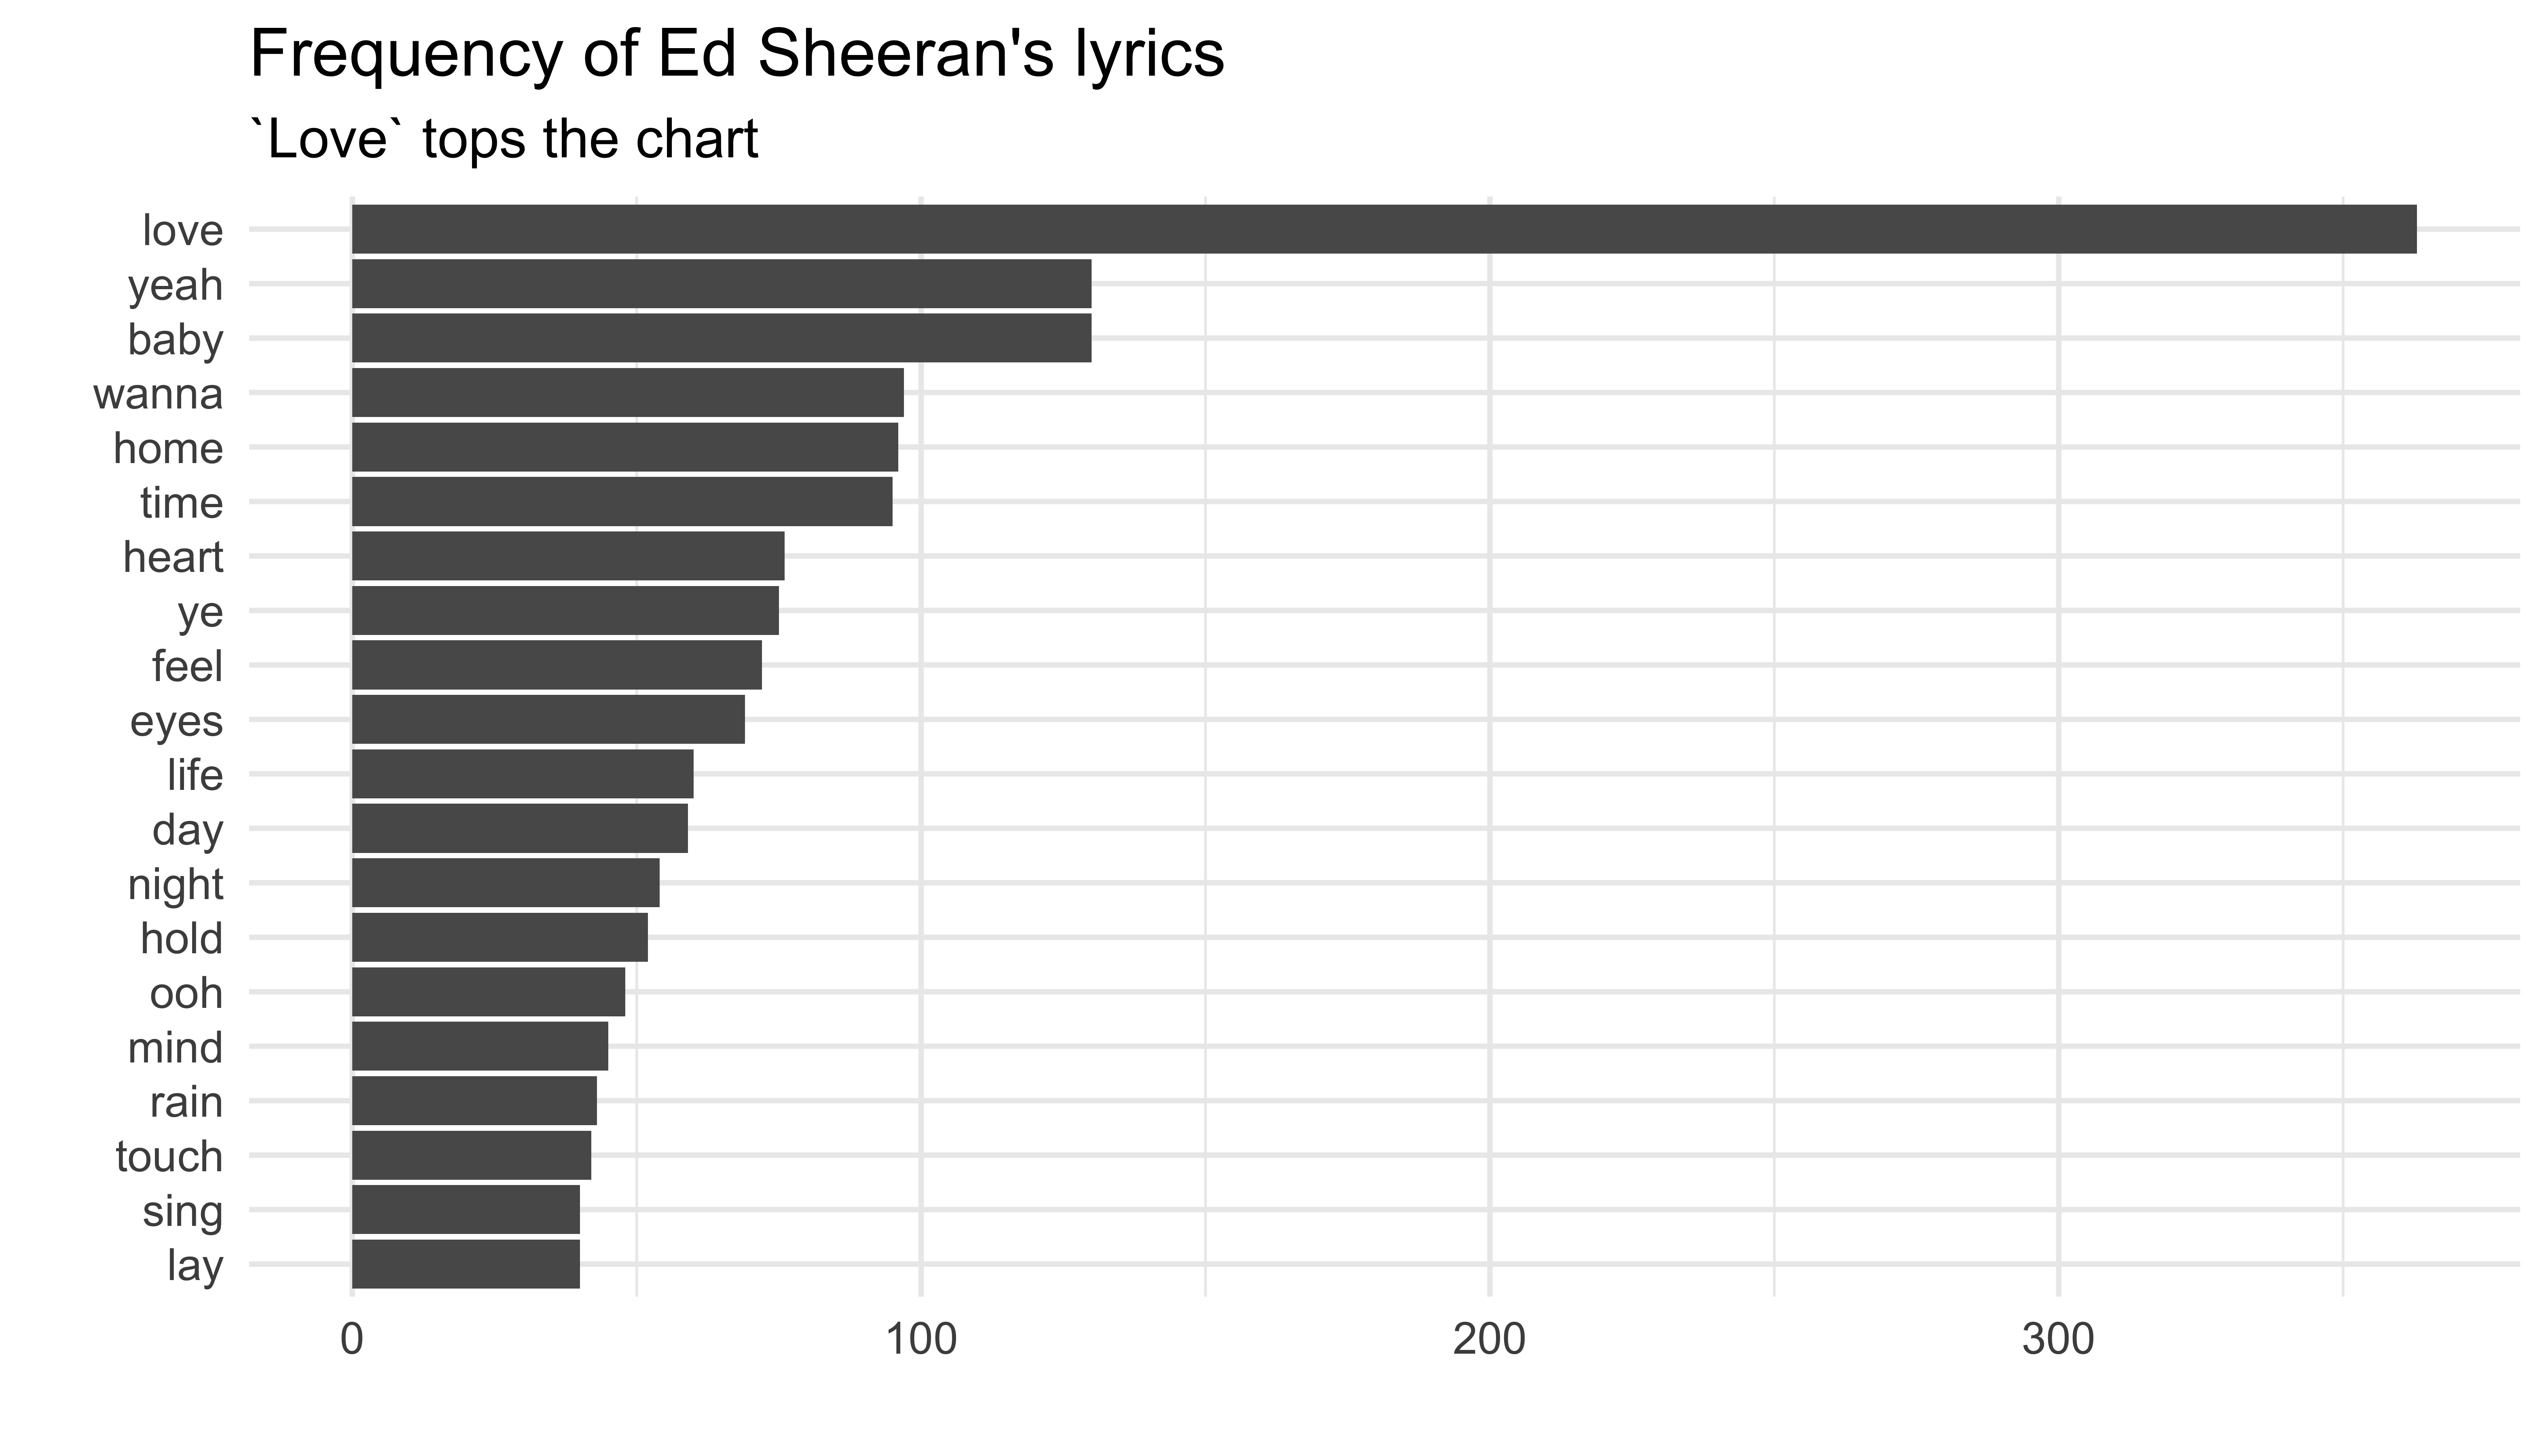 Frequency of Ed Sheeran's lyrics
`Love` tops the chart
love
yeah
baby
wanna
home
time
heart
ye
feel
eyes
life
day
night
hold
ooh
mind
rain
touch
sing
lay
0 100 200 300